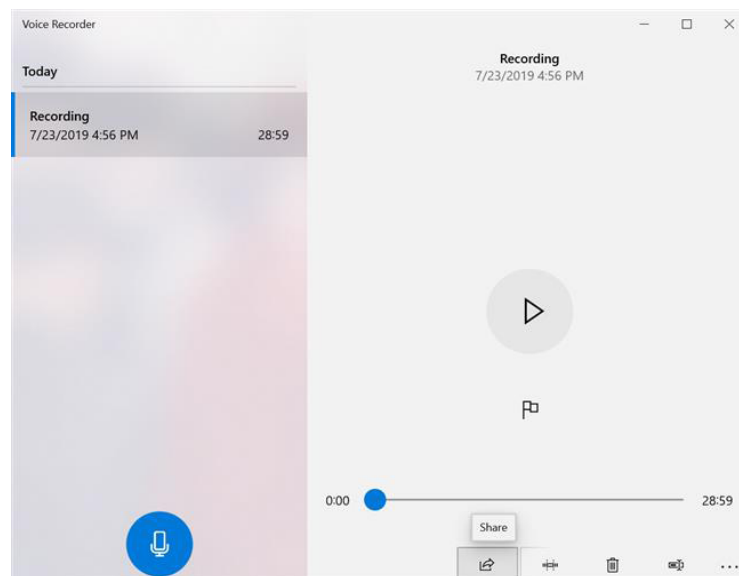 Voice Recorder
Today
Recording
7/23/2019 4:56 PM
28:59
Recording
7/23/2019 4:56 PM
0:00
28:59
Share